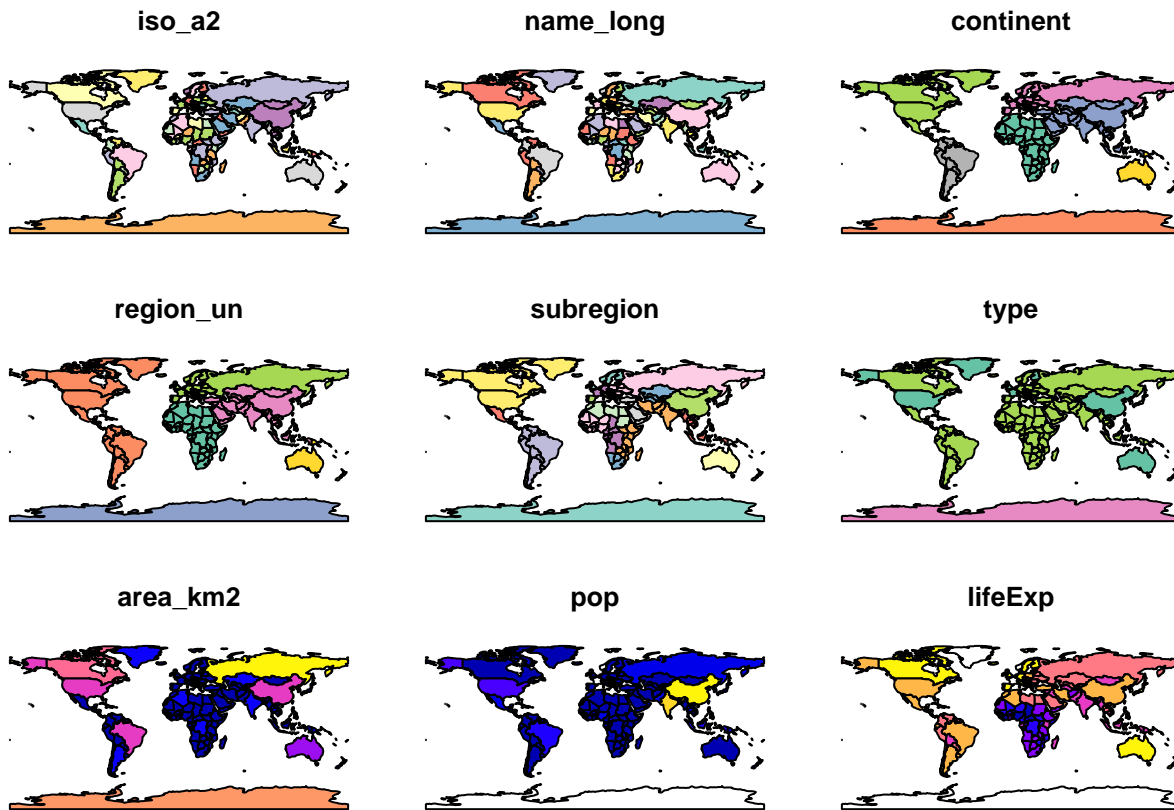 iso_a2
name_long
continent
region_un
subregion
type
area_km2
pop
lifeExp